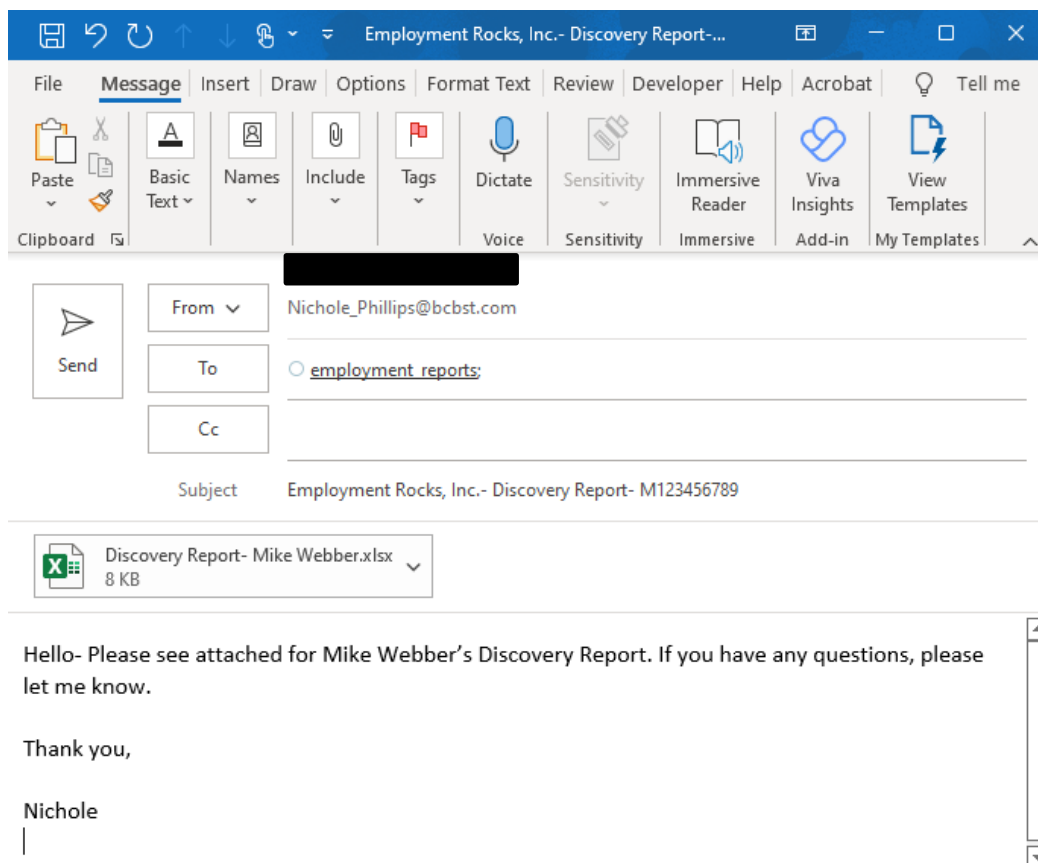 Employment Rocks, Inc.- Discovery Report-...
File Message Insert Draw Options Format Text Review Developer Help Acrobat Tell me
Paste
Basic Text
Names
Include
Tags
Dictate
Sensitivity
Immersive Reader
Viva Insights
View Templates
Clipboard Voice Sensitivity Immersive Add-in My Templates
Send
From Nichole_Phillips@bcbst.com
To employment_reports;
Cc
Subject Employment Rocks, Inc.- Discovery Report- M123456789
Discovery Report- Mike Webber.xlsx
8 KB
Hello- Please see attached for Mike Webber’s Discovery Report. If you have any questions, please
let me know.
Thank you,
Nichole